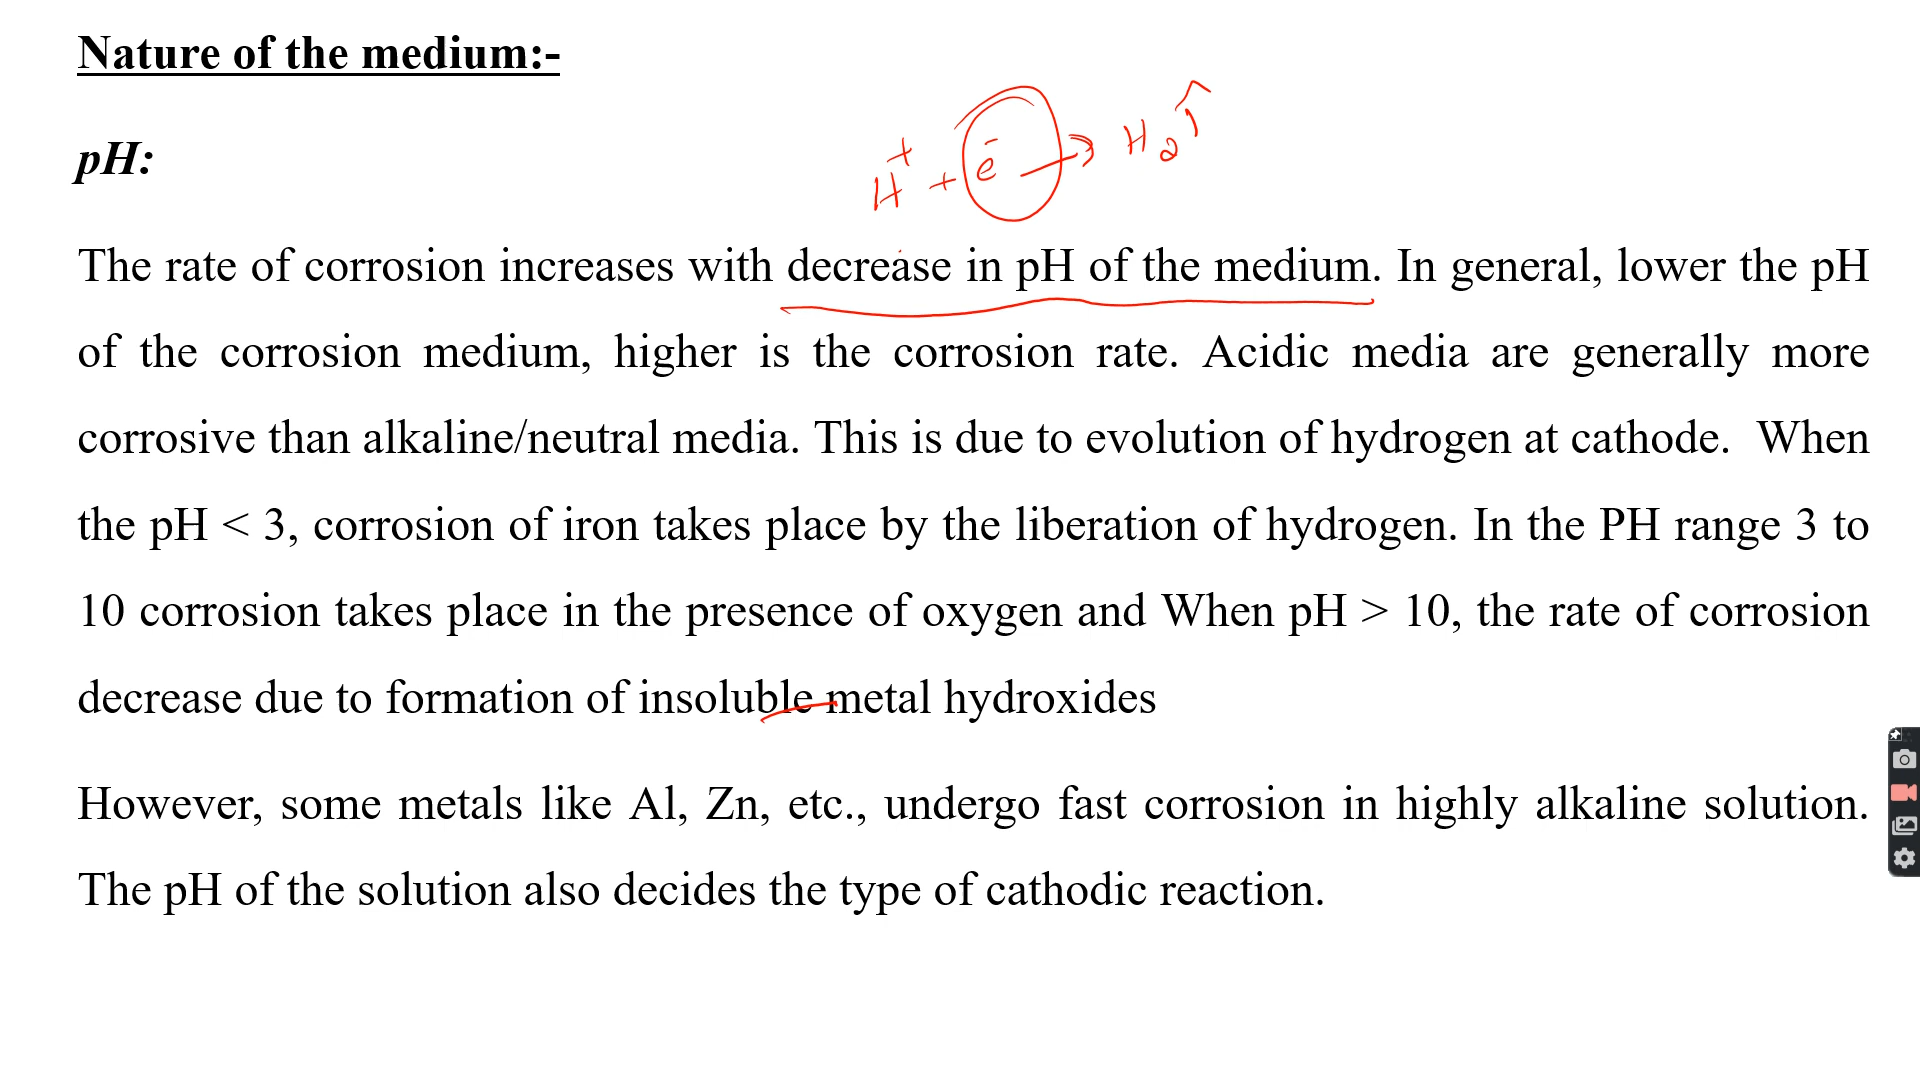 Nature of the medium:-
H⁺ + e⁻ → H₂↑
pH:
The rate of corrosion increases with decrease in pH of the medium. In general, lower the pH
of the corrosion medium, higher is the corrosion rate. Acidic media are generally more
corrosive than alkaline/neutral media. This is due to evolution of hydrogen at cathode. When
the pH < 3, corrosion of iron takes place by the liberation of hydrogen. In the PH range 3 to
10 corrosion takes place in the presence of oxygen and When pH > 10, the rate of corrosion
decrease due to formation of insoluble metal hydroxides
However, some metals like Al, Zn, etc., undergo fast corrosion in highly alkaline solution.
The pH of the solution also decides the type of cathodic reaction.